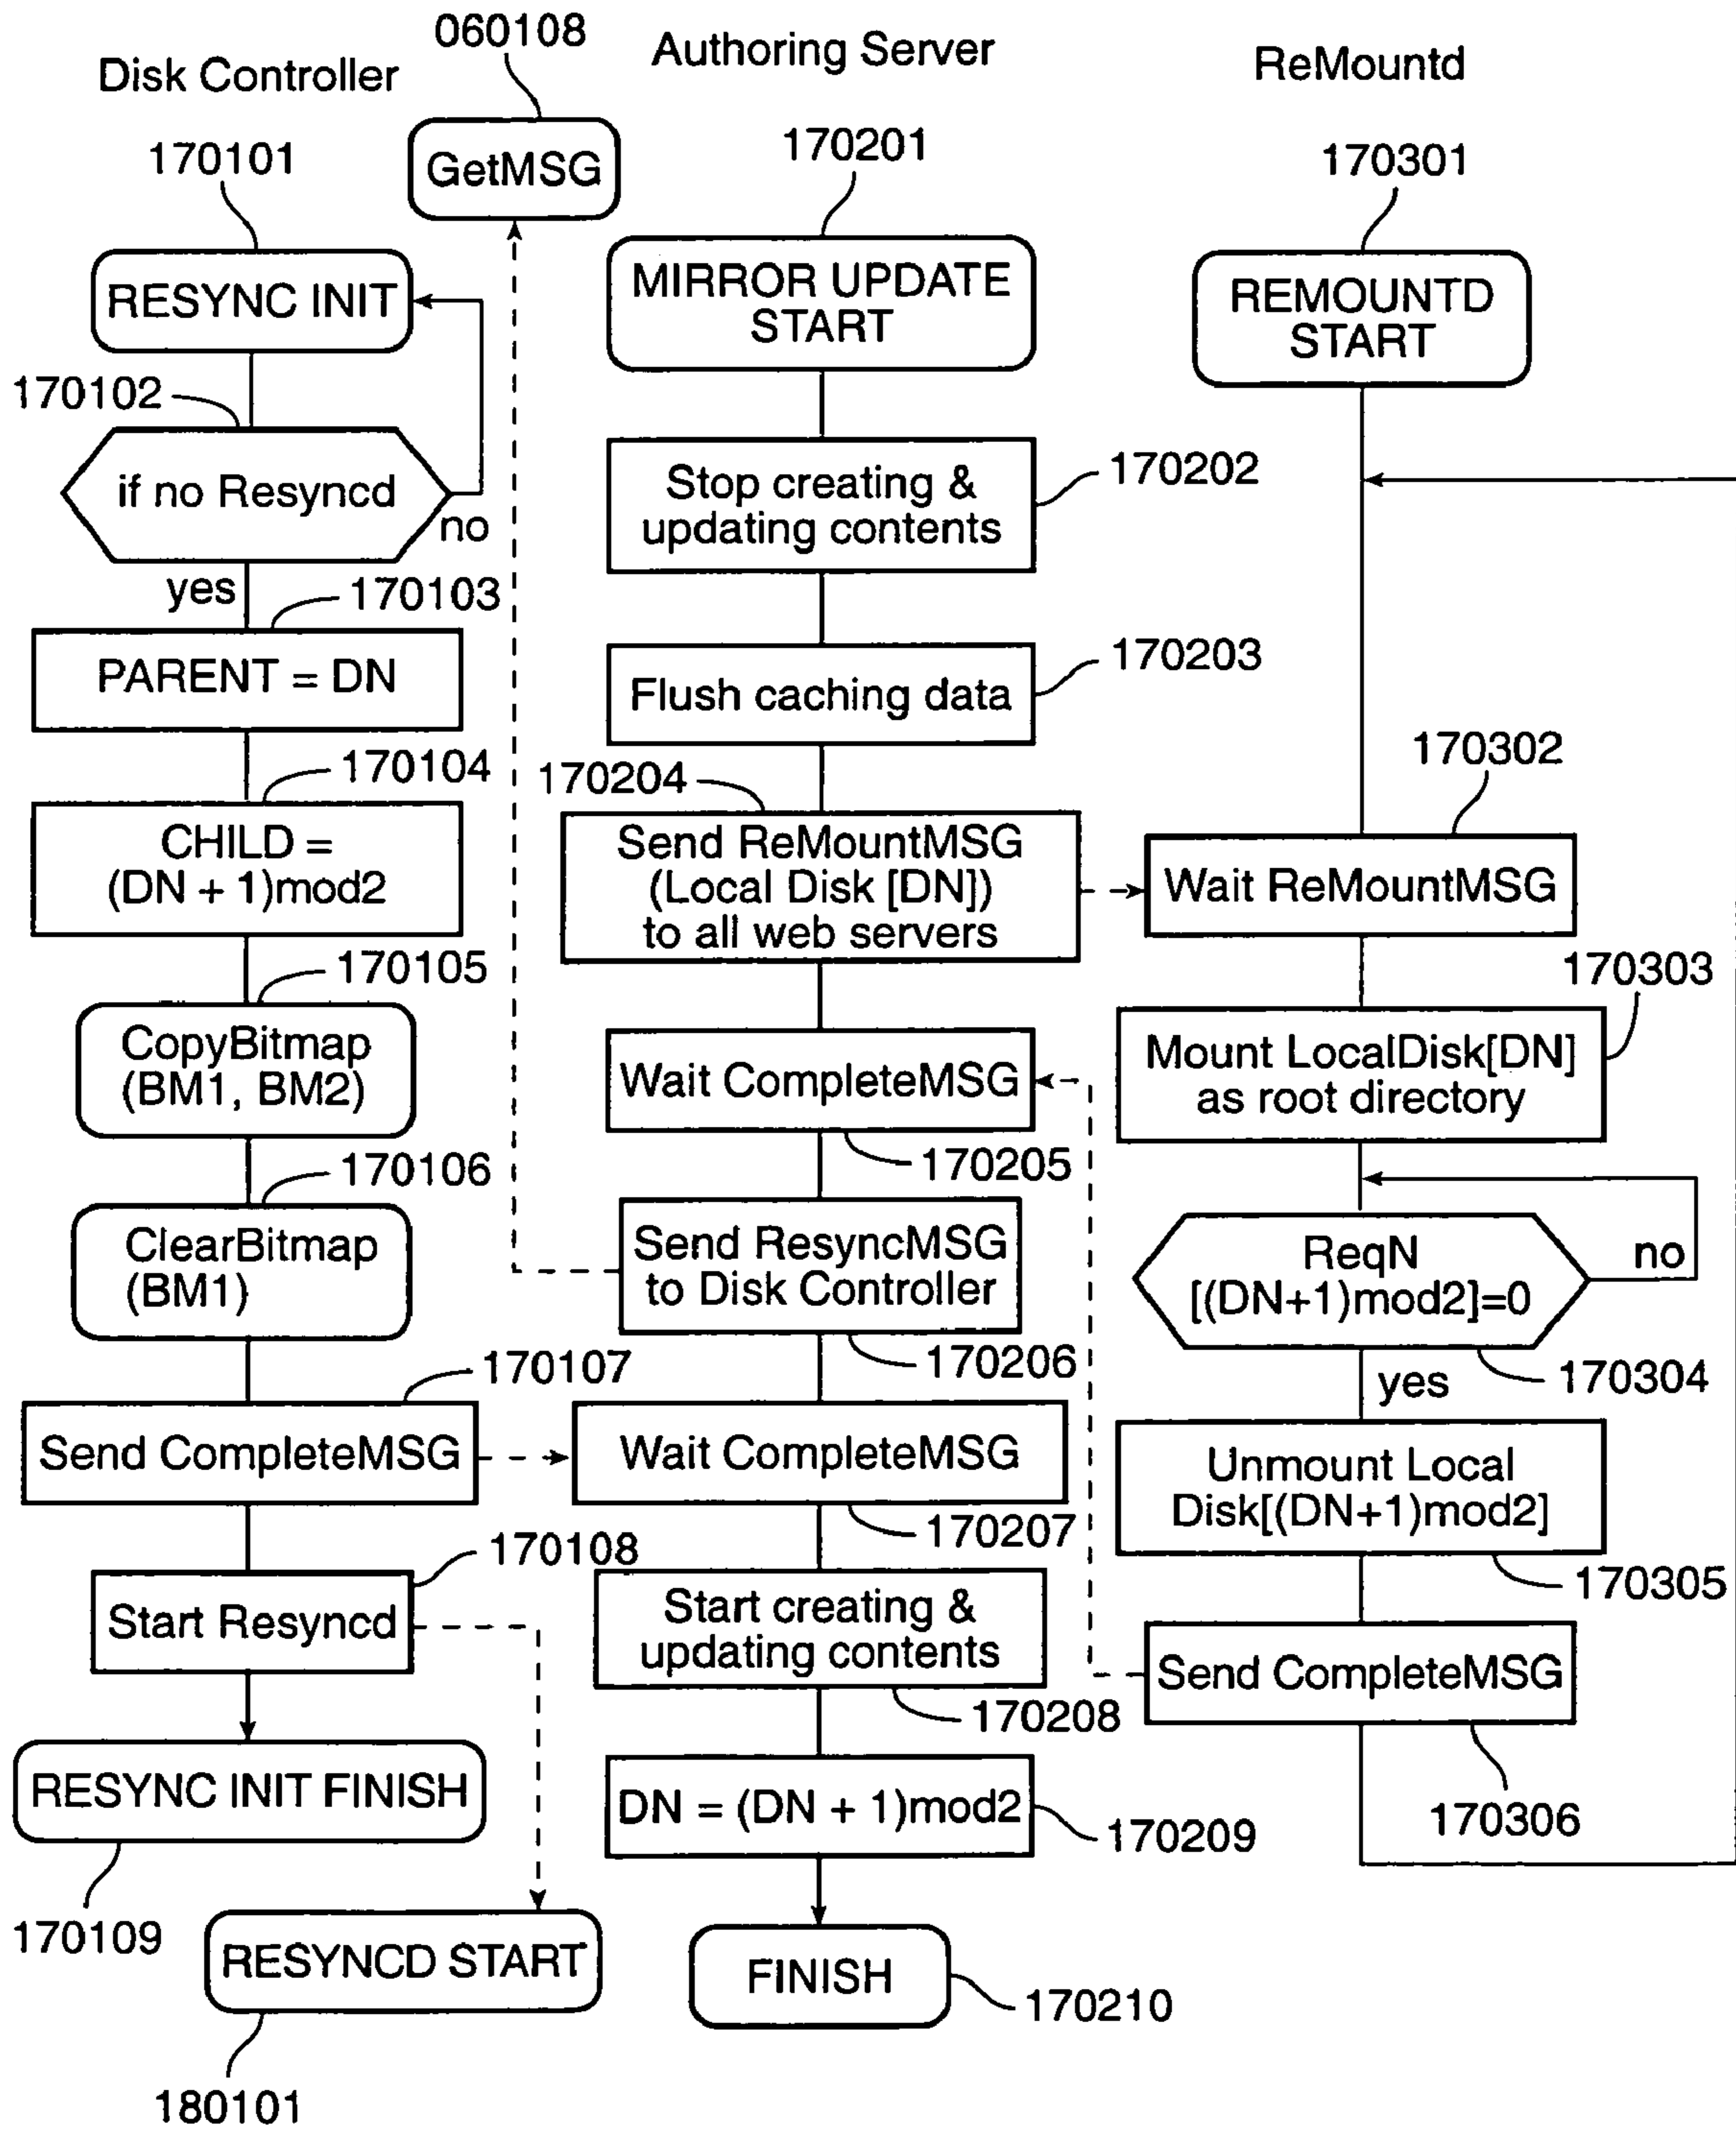 Disk Controller
060108
GetMSG
170101
RESYNC INIT
170102
if no Resyncd
no
yes
170103
PARENT = DN
170104
CHILD =
(DN + 1)mod2
170105
CopyBitmap
(BM1, BM2)
170106
ClearBitmap
(BM1)
170107
Send CompleteMSG
170108
Start Resyncd
RESYNC INIT FINISH
170109
RESYNCD START
180101
Authoring Server
170201
MIRROR UPDATE
START
Stop creating &
updating contents
170202
Flush caching data
170203
170204
Send ReMountMSG
(Local Disk [DN])
to all web servers
Wait CompleteMSG
170205
Send ResyncMSG
to Disk Controller
170206
Wait CompleteMSG
170207
Start creating &
updating contents
170208
DN = (DN + 1)mod2
170209
FINISH
170210
ReMountd
170301
REMOUNTD
START
170302
Wait ReMountMSG
170303
Mount LocalDisk[DN]
as root directory
ReqN
[(DN+1)mod2]=0
no
170304
yes
Unmount Local
Disk[(DN+1)mod2]
170305
Send CompleteMSG
170306